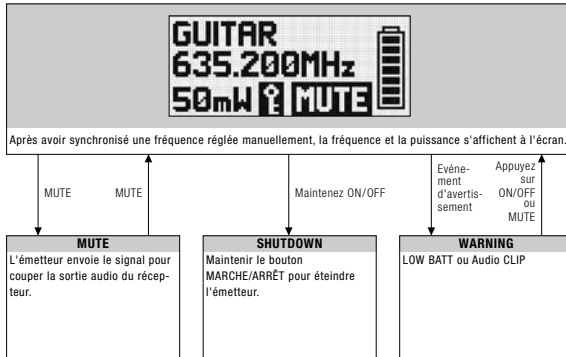 GUITAR
635.200MHz
50mW MUTE
Après avoir synchronisé une fréquence réglée manuellement, la fréquence et la puissance s'affichent à l'écran.
MUTE
MUTE
Maintenez ON/OFF
Evéne-
ment
d'avertis-
sement
Appuyez
sur
ON/OFF
ou
MUTE
MUTE
L'émetteur envoie le signal pour
couper la sortie audio du récep-
teur.
SHUTDOWN
Maintenir le bouton
MARCHE/ARRÊT pour éteindre
l'émetteur.
WARNING
LOW BATT ou Audio CLIP